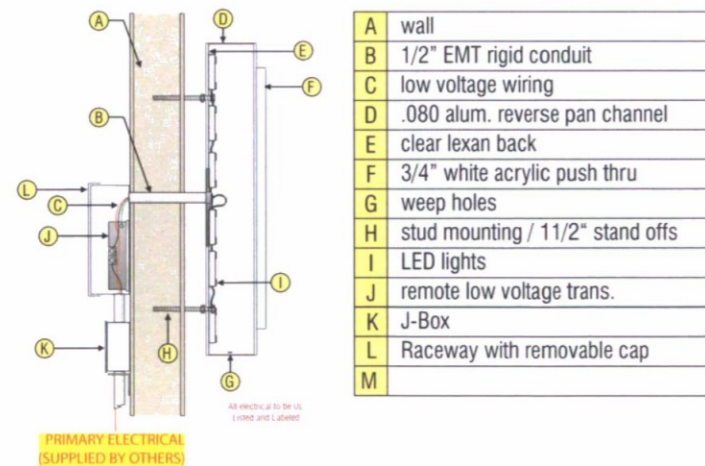 A
D
E
F
B
L
C
J
I
K
H
G
All electrical to be UL
Listed and Labeled
PRIMARY ELECTRICAL
(SUPPLIED BY OTHERS)
A wall
B 1/2" EMT rigid conduit
C low voltage wiring
D .080 alum. reverse pan channel
E clear lexan back
F 3/4" white acrylic push thru
G weep holes
H stud mounting / 11/2" stand offs
I LED lights
J remote low voltage trans.
K J-Box
L Raceway with removable cap
M